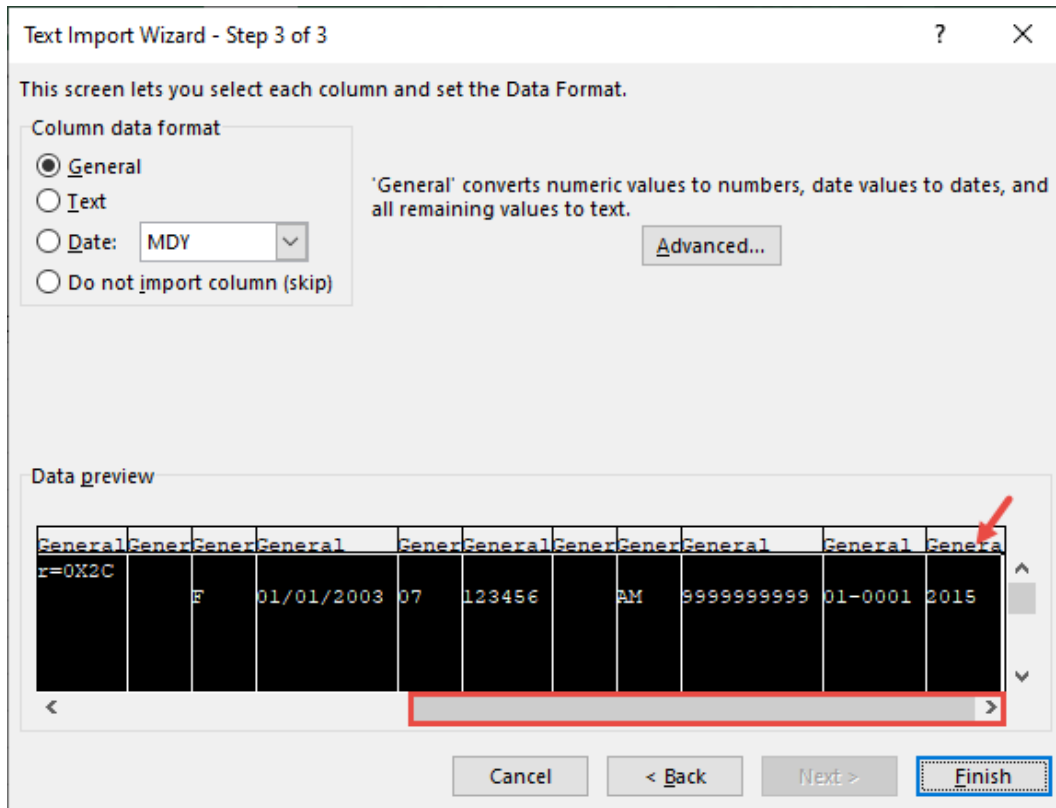 Text Import Wizard - Step 3 of 3
?
This screen lets you select each column and set the Data Format.
Column data format
General
Text
Date: MDY
Do not import column (skip)
'General' converts numeric values to numbers, date values to dates, and
all remaining values to text.
Advanced...
Data preview
General Gener Gener General Gener General Gener Gener General General Genera
r=0X2C
F 01/01/2003 07 123456 AM 9999999999 01-0001 2015
Cancel < Back Next > Finish